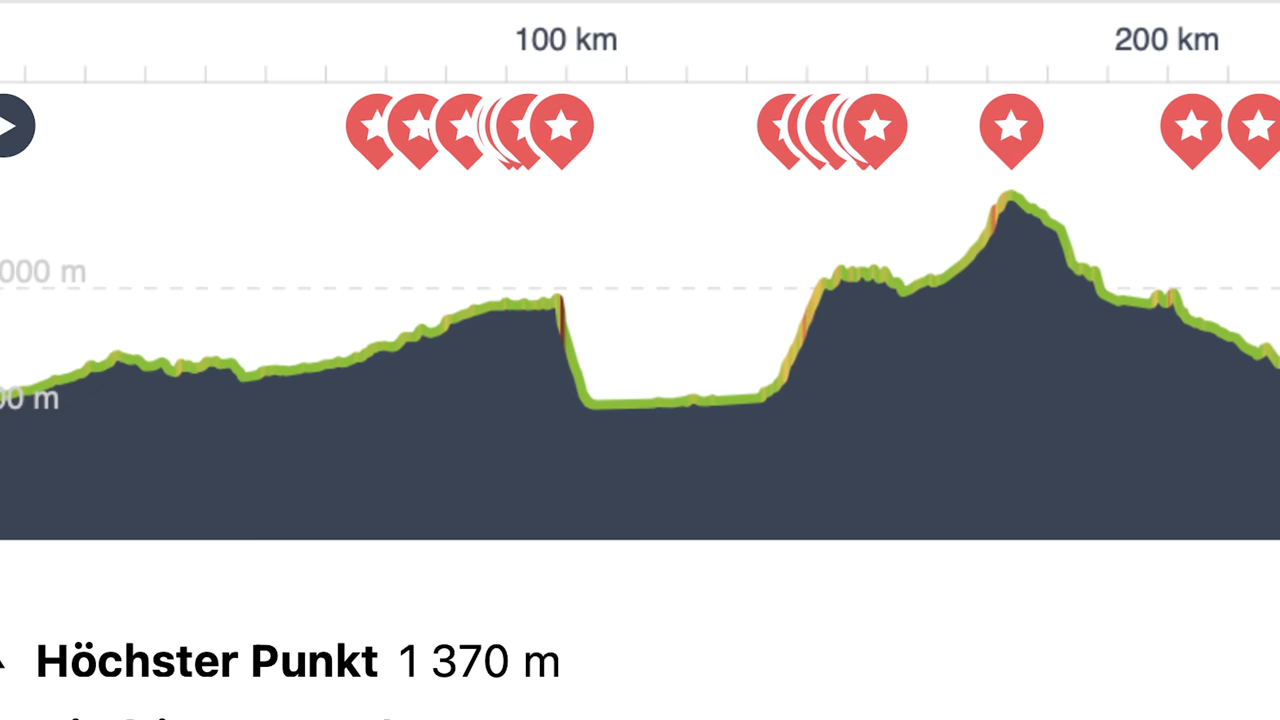 100 km 200 km
000 m
00 m
Höchster Punkt 1 370 m